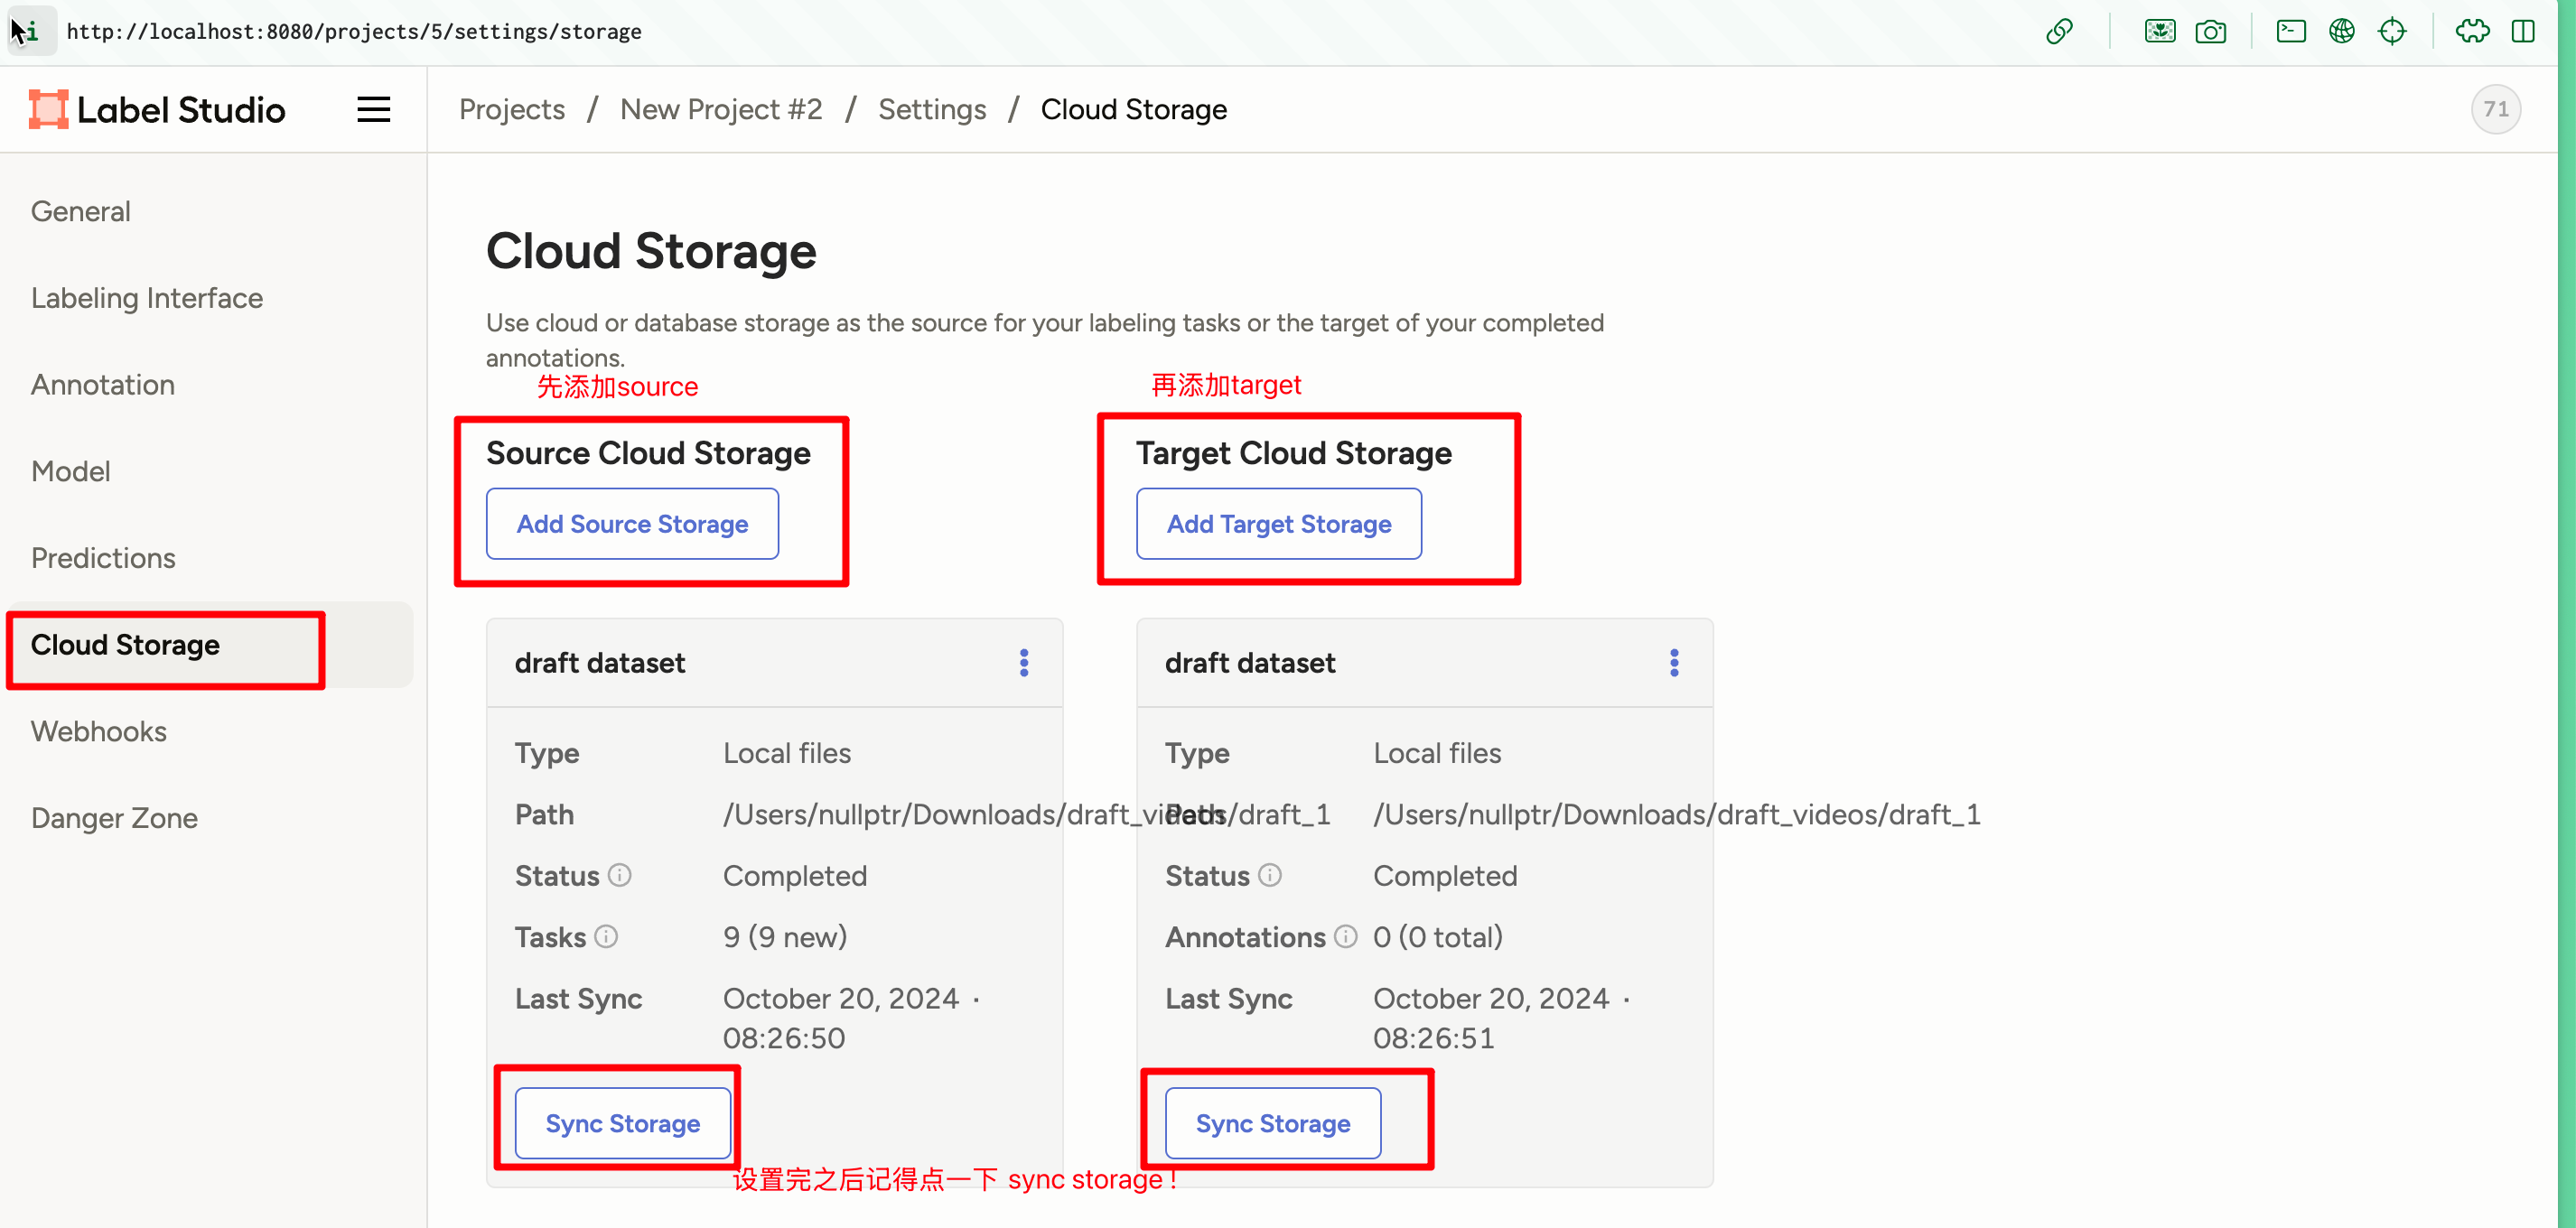 http://localhost:8080/projects/5/settings/storage
Label Studio
Projects / New Project #2 / Settings / Cloud Storage
71
General
Labeling Interface
Annotation
Model
Predictions
Cloud Storage
Webhooks
Danger Zone
Cloud Storage
Use cloud or database storage as the source for your labeling tasks or the target of your completed
annotations.
先添加source
再添加target
Source Cloud Storage
Add Source Storage
Target Cloud Storage
Add Target Storage
draft dataset
Type Local files
Path /Users/nullptr/Downloads/draft_videos/draft_1
Status Completed
Tasks 9 (9 new)
Last Sync October 20, 2024 ·
08:26:50
Sync Storage
draft dataset
Type Local files
Path /Users/nullptr/Downloads/draft_videos/draft_1
Status Completed
Annotations 0 (0 total)
Last Sync October 20, 2024 ·
08:26:51
Sync Storage
设置完之后记得点一下 sync storage！